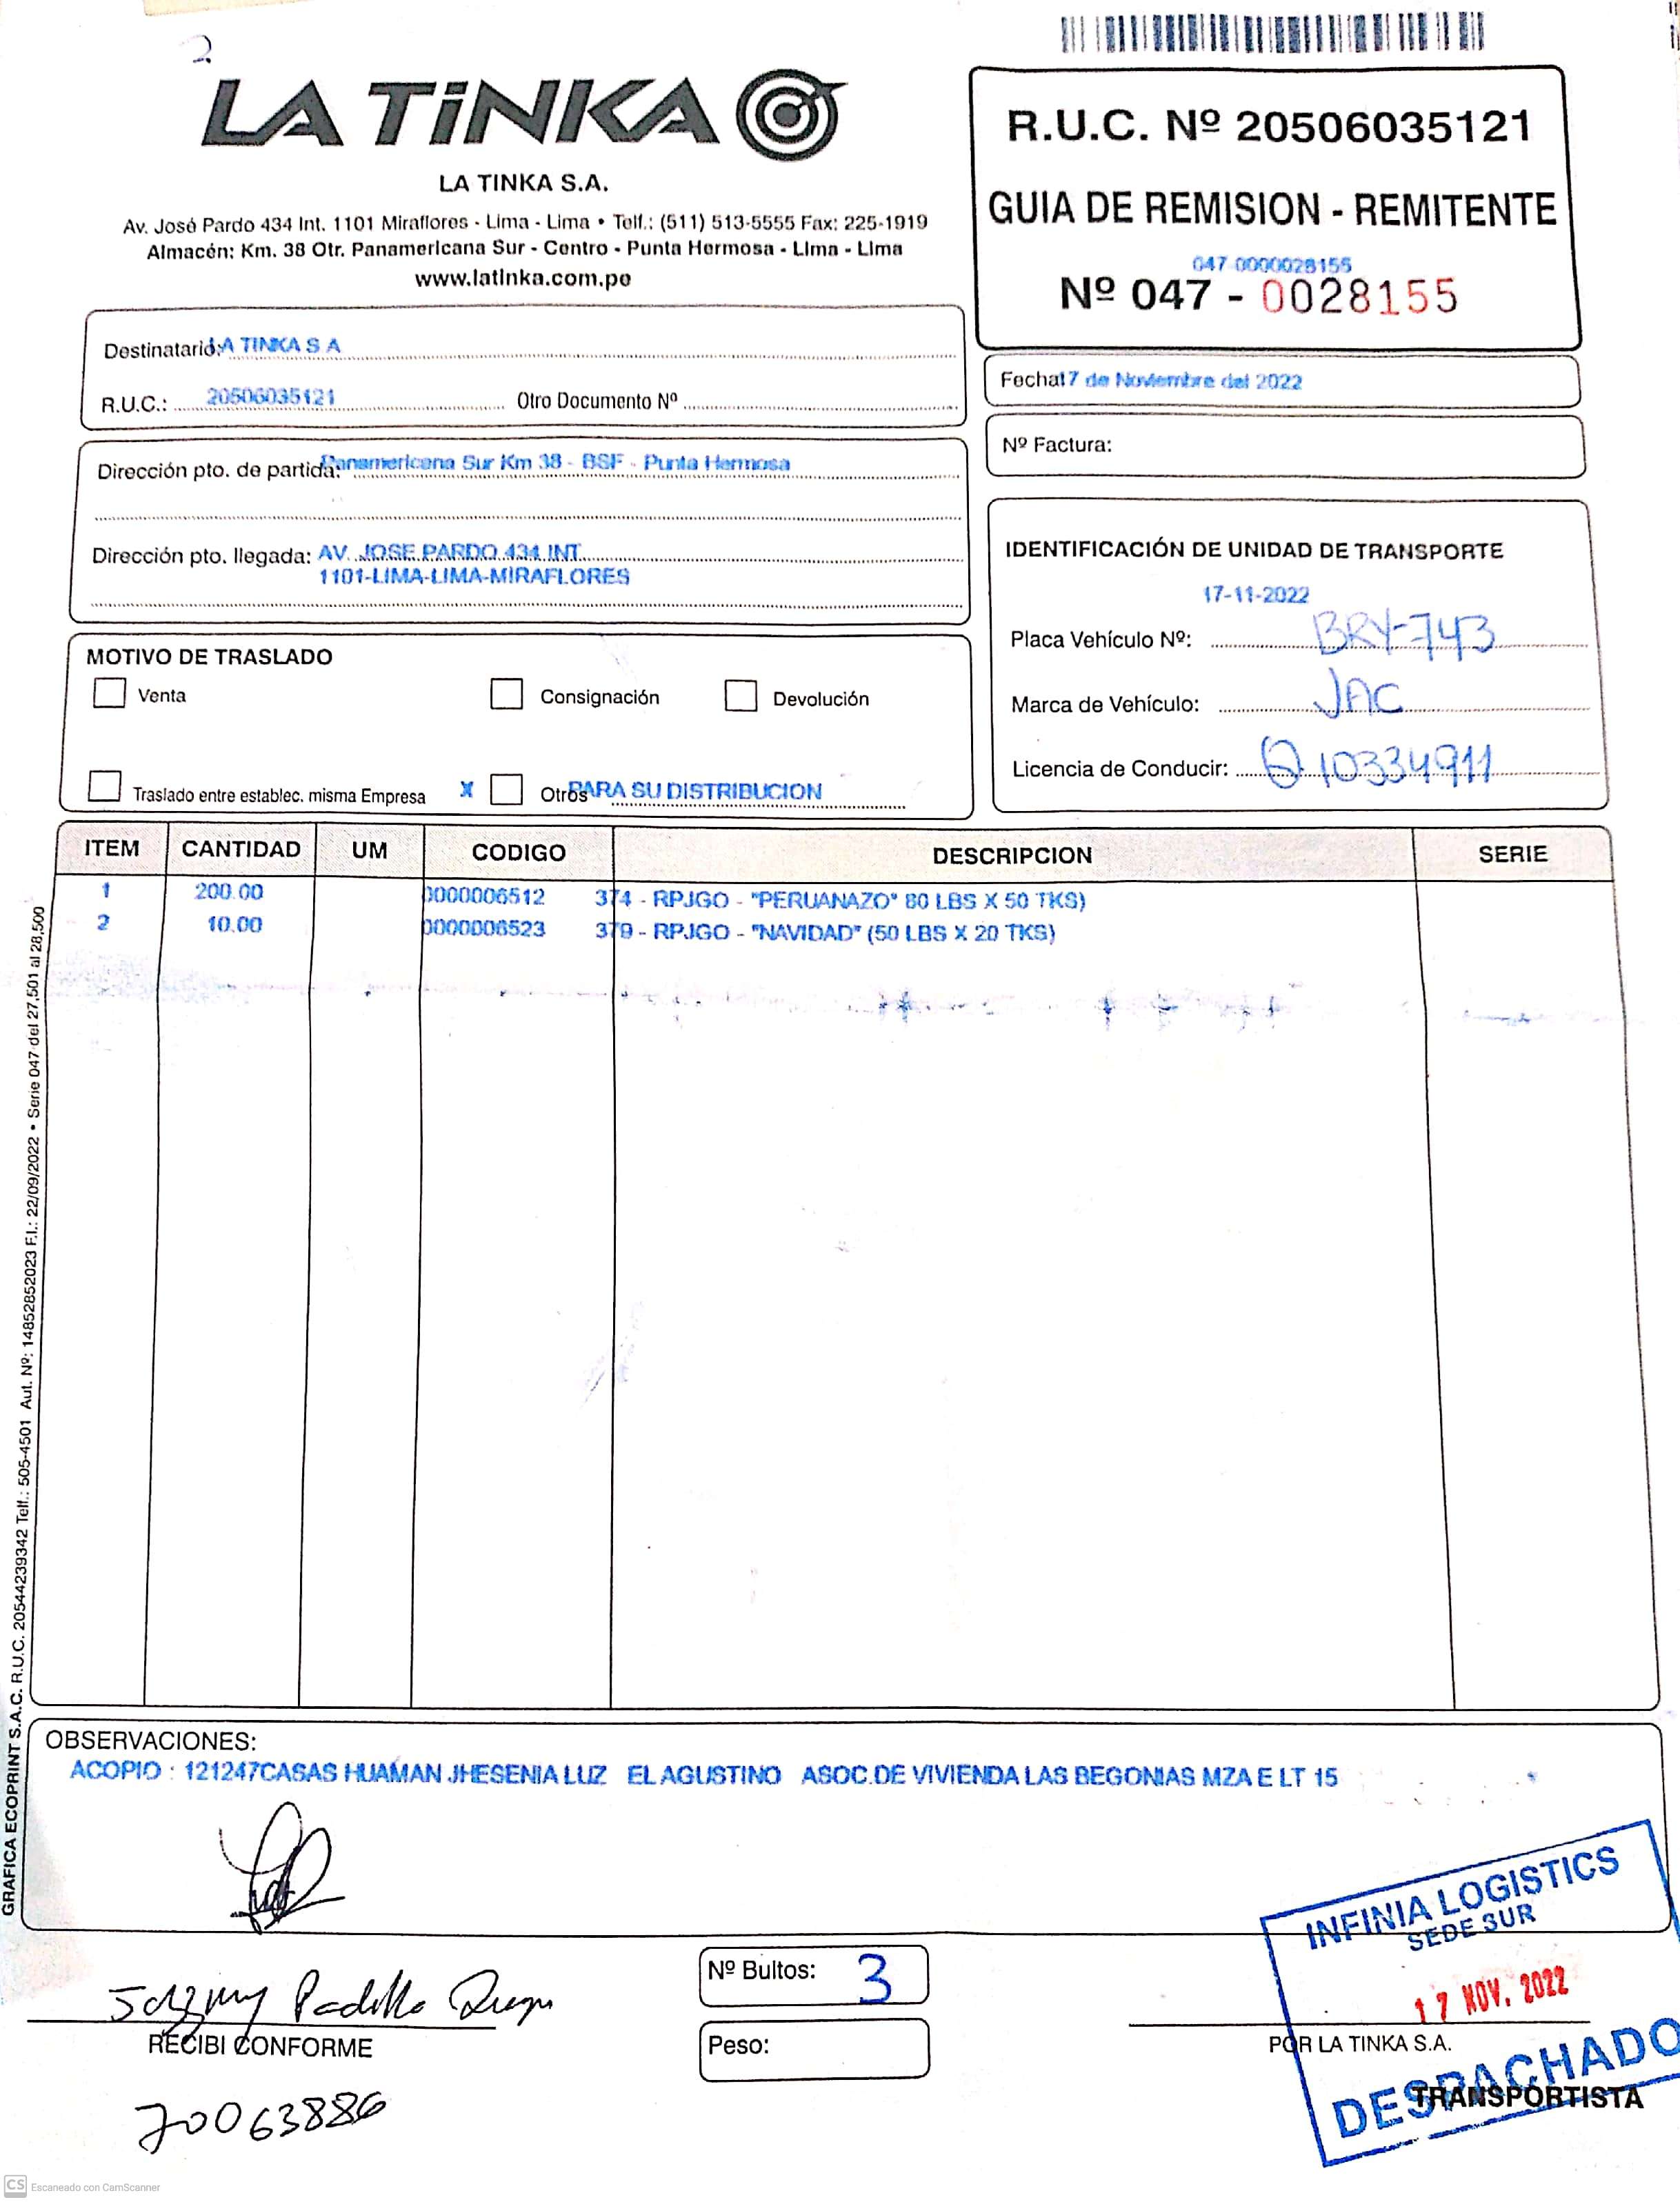 2
LA TiNKA
LA TINKA S.A.
Av. José Pardo 434 Int. 1101 Miraflores - Lima - Lima • Telf.: (511) 513-5555 Fax: 225-1919
Almacén: Km. 38 Otr. Panamericana Sur - Centro - Punta Hermosa - Lima - Lima
www.latinka.com.pe
R.U.C. Nº 20506035121
GUIA DE REMISION - REMITENTE
047 0000028155
Nº 047 - 0028155
Destinatario: LA TINKA S A
R.U.C.: 20506035121 Otro Documento Nº
Fecha: 17 de Noviembre del 2022
Nº Factura:
Dirección pto. de partida: Panamericana Sur Km 38 - BSF - Punta Hermosa
Dirección pto. llegada: AV. JOSE PARDO 434 INT.
1101-LIMA-LIMA-MIRAFLORES
IDENTIFICACIÓN DE UNIDAD DE TRANSPORTE
17-11-2022
Placa Vehículo Nº: BRY-743
Marca de Vehículo: JAC
Licencia de Conducir: Q 10334911
MOTIVO DE TRASLADO
Venta Consignación Devolución
Traslado entre establec. misma Empresa X Otros PARA SU DISTRIBUCION
ITEM CANTIDAD UM CODIGO DESCRIPCION SERIE
1 200.00 0000006512 374 - RPJGO - "PERUANAZO" 80 LBS X 50 TKS)
2 10.00 0000006523 379 - RPJGO - "NAVIDAD" (50 LBS X 20 TKS)
GRAFICA ECOPRINT S.A.C. R.U.C. 20544239342 Telf.: 505-4501 Aut. Nº: 14852852023 F.I.: 22/09/2022 • Serie 047 del 27,501 al 28,500
OBSERVACIONES:
ACOPIO : 121247CASAS HUAMAN JHESENIA LUZ EL AGUSTINO ASOC.DE VIVIENDA LAS BEGONIAS MZA E LT 15
INFINIA LOGISTICS
SEDE SUR
17 NOV. 2022
DESPACHADO
Padilla
RECIBI CONFORME
70063886
Nº Bultos: 3
Peso:
POR LA TINKA S.A.
TRANSPORTISTA
CS Escaneado con CamScanner